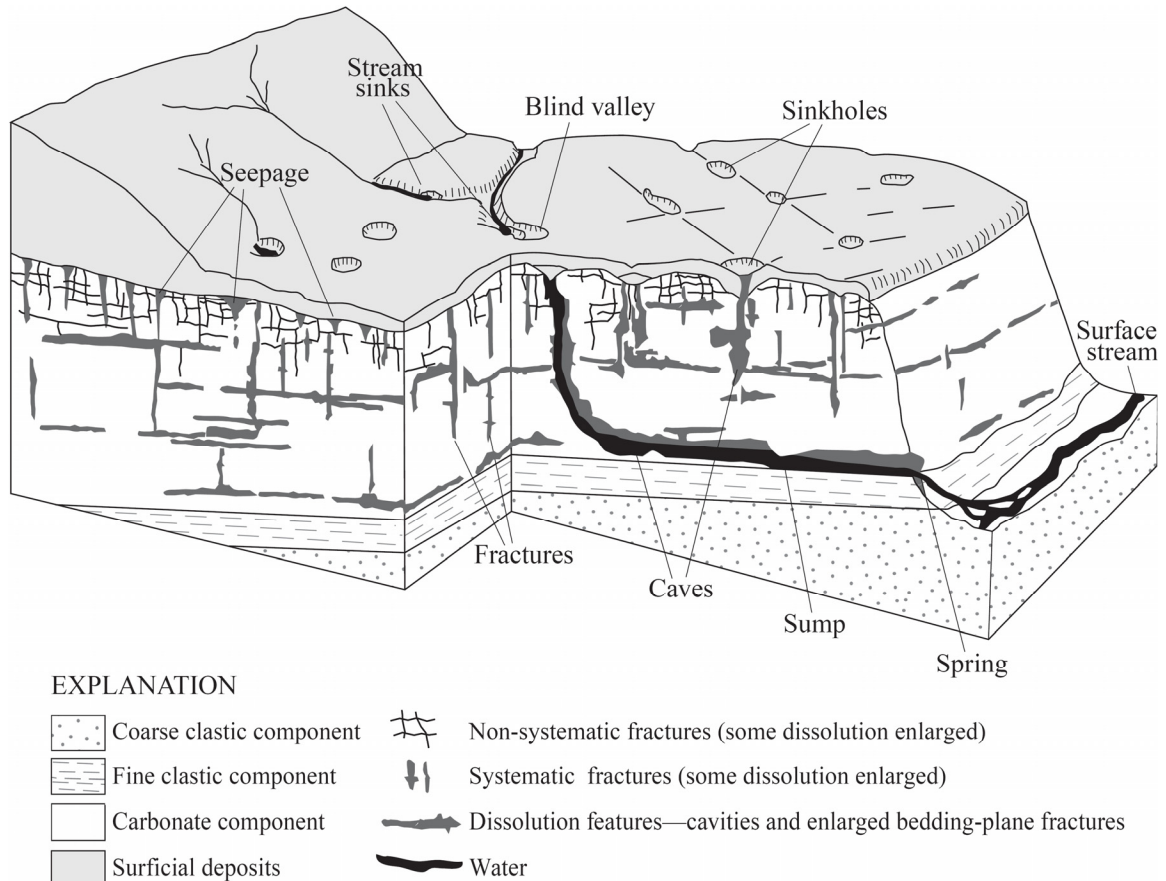 Stream
sinks
Blind valley
Sinkholes
Seepage
Surface
stream
Fractures
Caves
Sump
Spring
EXPLANATION
Coarse clastic component
Non-systematic fractures (some dissolution enlarged)
Fine clastic component
Systematic fractures (some dissolution enlarged)
Carbonate component
Dissolution features—cavities and enlarged bedding-plane fractures
Surficial deposits
Water